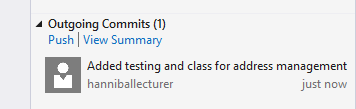 Outgoing Commits (1)
Push | View Summary
Added testing and class for address management
hanniballecturer just now